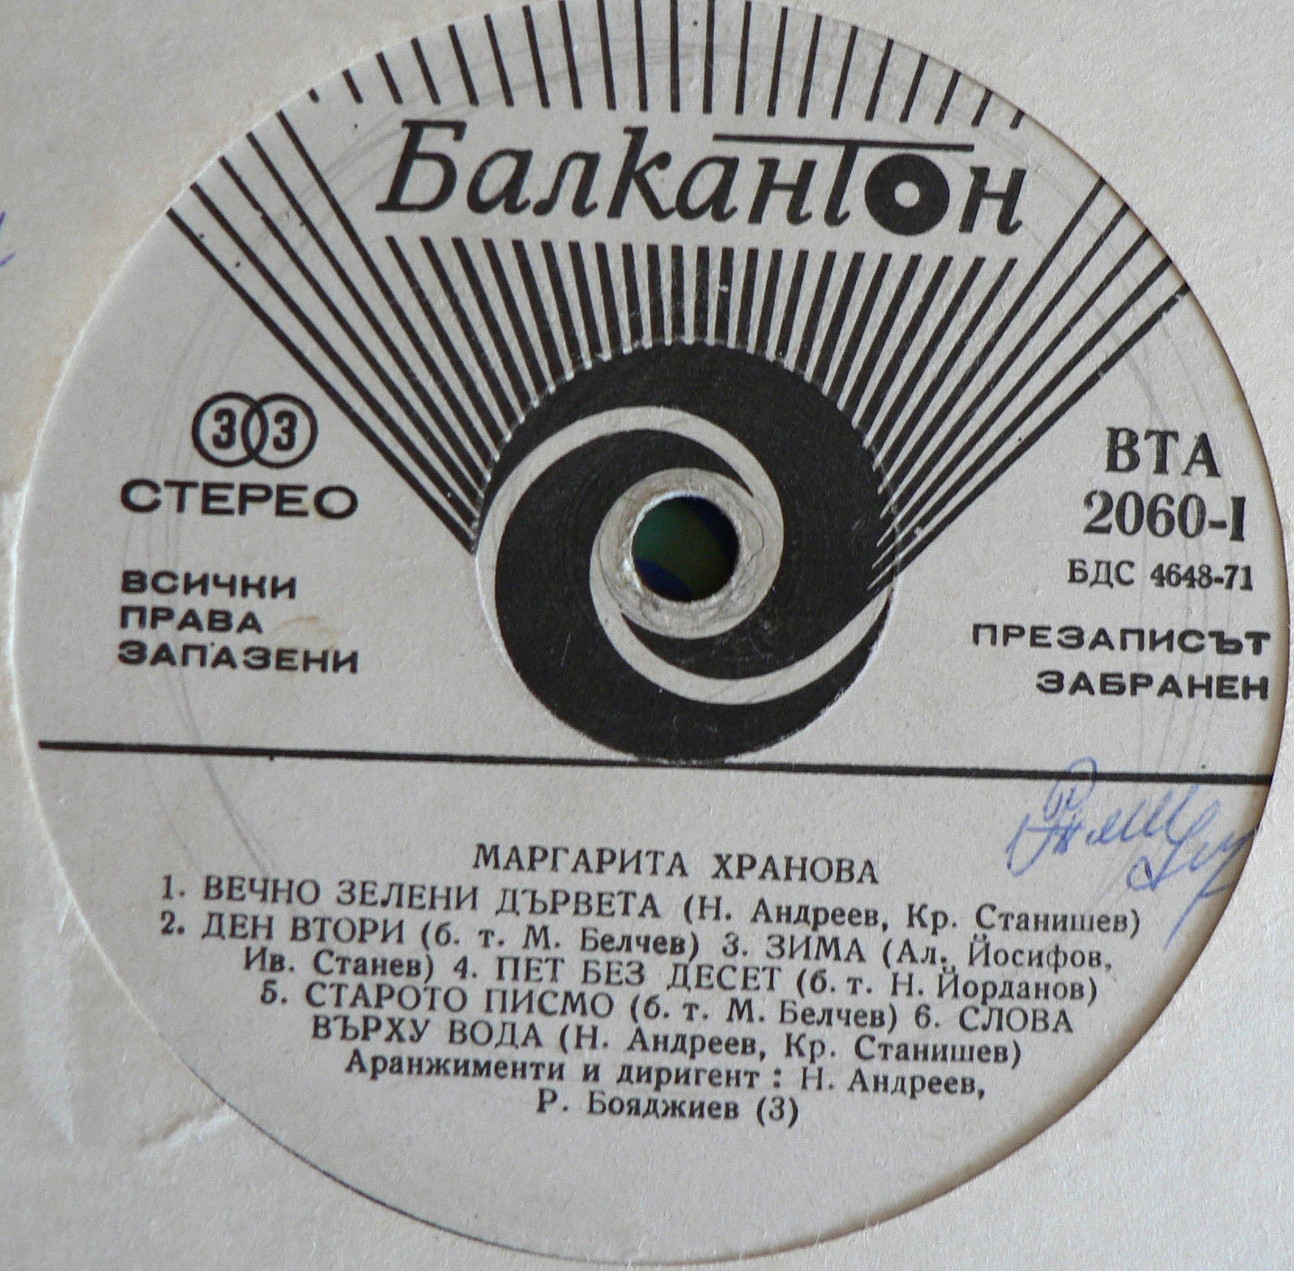 Балкантон
33
СТЕРЕО
ВСИЧКИ
ПРАВА
ЗАПАЗЕНИ
ВТА
2060-I
БДС 4648-71
ПРЕЗАПИСЪТ
ЗАБРАНЕН
МАРГАРИТА ХРАНОВА
1. ВЕЧНО ЗЕЛЕНИ ДЪРВЕТА (Н. Андреев, Кр. Станишев)
2. ДЕН ВТОРИ (б. т. М. Белчев) 3. ЗИМА (Ал. Йосифов,
Ив. Станев) 4. ПЕТ БЕЗ ДЕСЕТ (б. т. Н. Йорданов)
5. СТАРОТО ПИСМО (б. т. М. Белчев) 6. СЛОВА
ВЪРХУ ВОДА (Н. Андреев, Кр. Станишев)
Аранжименти и диригент : Н. Андреев,
Р. Бояджиев (3)